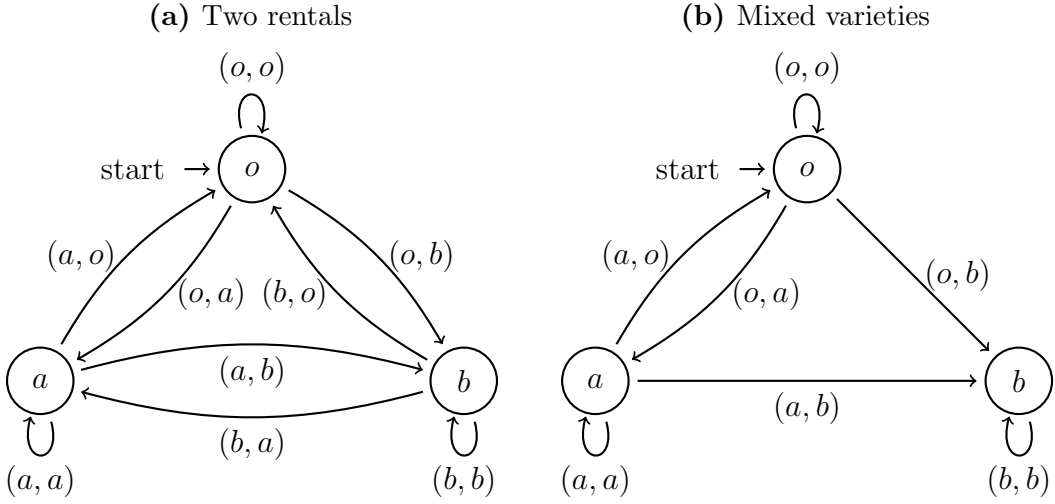 (a) Two rentals
(o, o)
start
o
(a, o)
(o, a)
(b, o)
(o, b)
a
(a, b)
b
(b, a)
(a, a)
(b, b)
(b) Mixed varieties
(o, o)
start
o
(a, o)
(o, a)
(o, b)
a
(a, b)
b
(a, a)
(b, b)